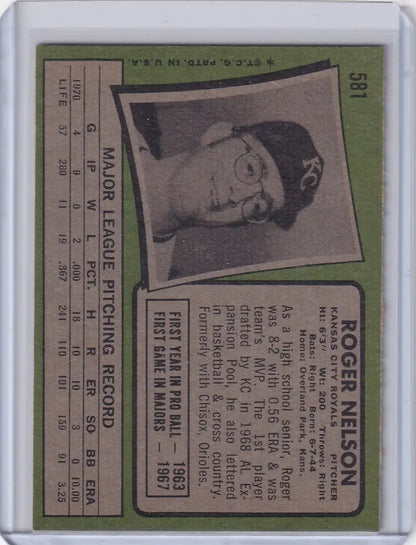 581
*©T.C.G. PRTD. IN U.S.A.
KC
ROGER NELSON
KANSAS CITY ROYALS PITCHER
Ht: 6'3" Wt: 200 Throws: Right
Bats: Right Born: 6-7-44
Home: Overland Park, Kans.
As a high school senior, Roger
was 8-2 with 0.56 ERA & was
team's MVP. The 1st player
drafted by KC in 1968 AL Ex-
pansion Pool, he also lettered
in basketball & cross country.
Formerly with Chisox, Orioles.
FIRST YEAR IN PRO BALL — 1963
FIRST GAME IN MAJORS — 1967
MAJOR LEAGUE PITCHING RECORD
G IP W L PCT. H R ER SO BB ERA
1970 4 9 0 2 .000 18 10 10 3 0 10.00
LIFE 57 280 11 19 .367 241 110 101 159 91 3.25